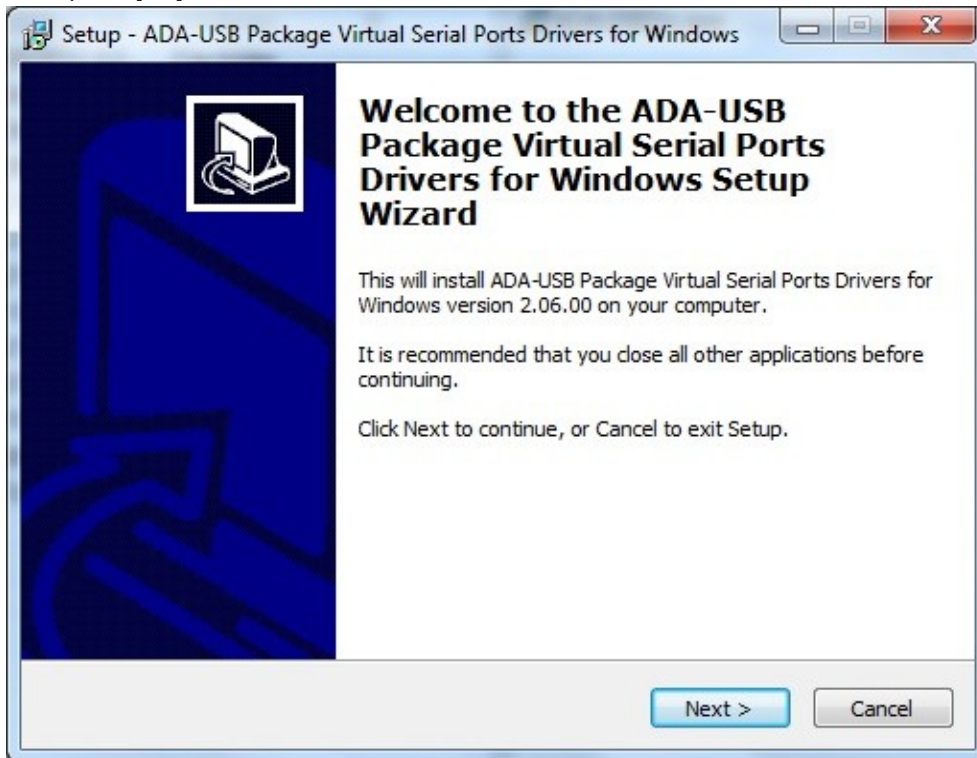 Setup - ADA-USB Package Virtual Serial Ports Drivers for Windows
Welcome to the ADA-USB
Package Virtual Serial Ports
Drivers for Windows Setup
Wizard
This will install ADA-USB Package Virtual Serial Ports Drivers for
Windows version 2.06.00 on your computer.
It is recommended that you close all other applications before
continuing.
Click Next to continue, or Cancel to exit Setup.
Next >
Cancel